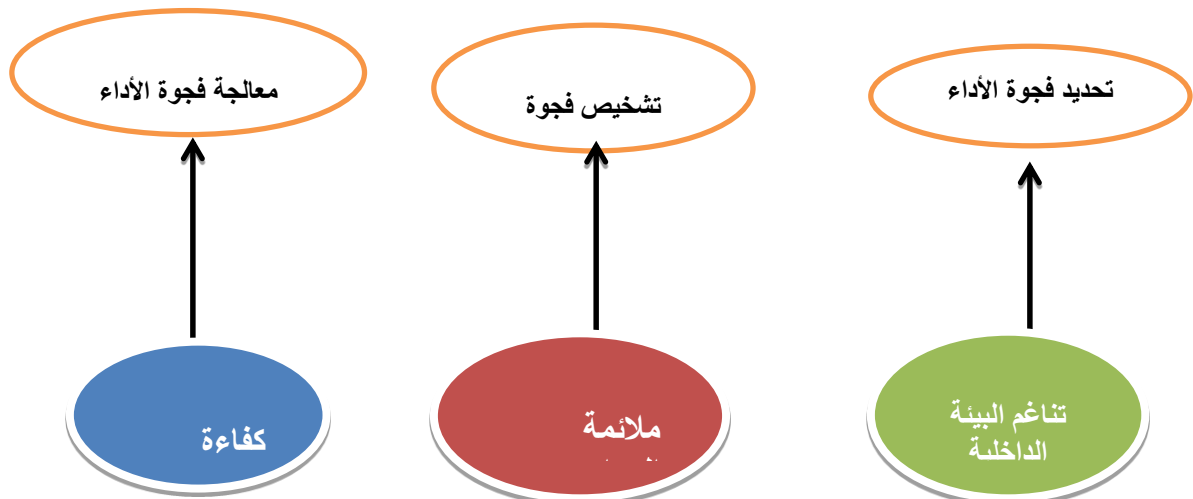 تحديد فجوة الأداء
تشخيص فجوة
معالجة فجوة الأداء
تناغم البيئة
الداخلية
ملائمة
كفاءة